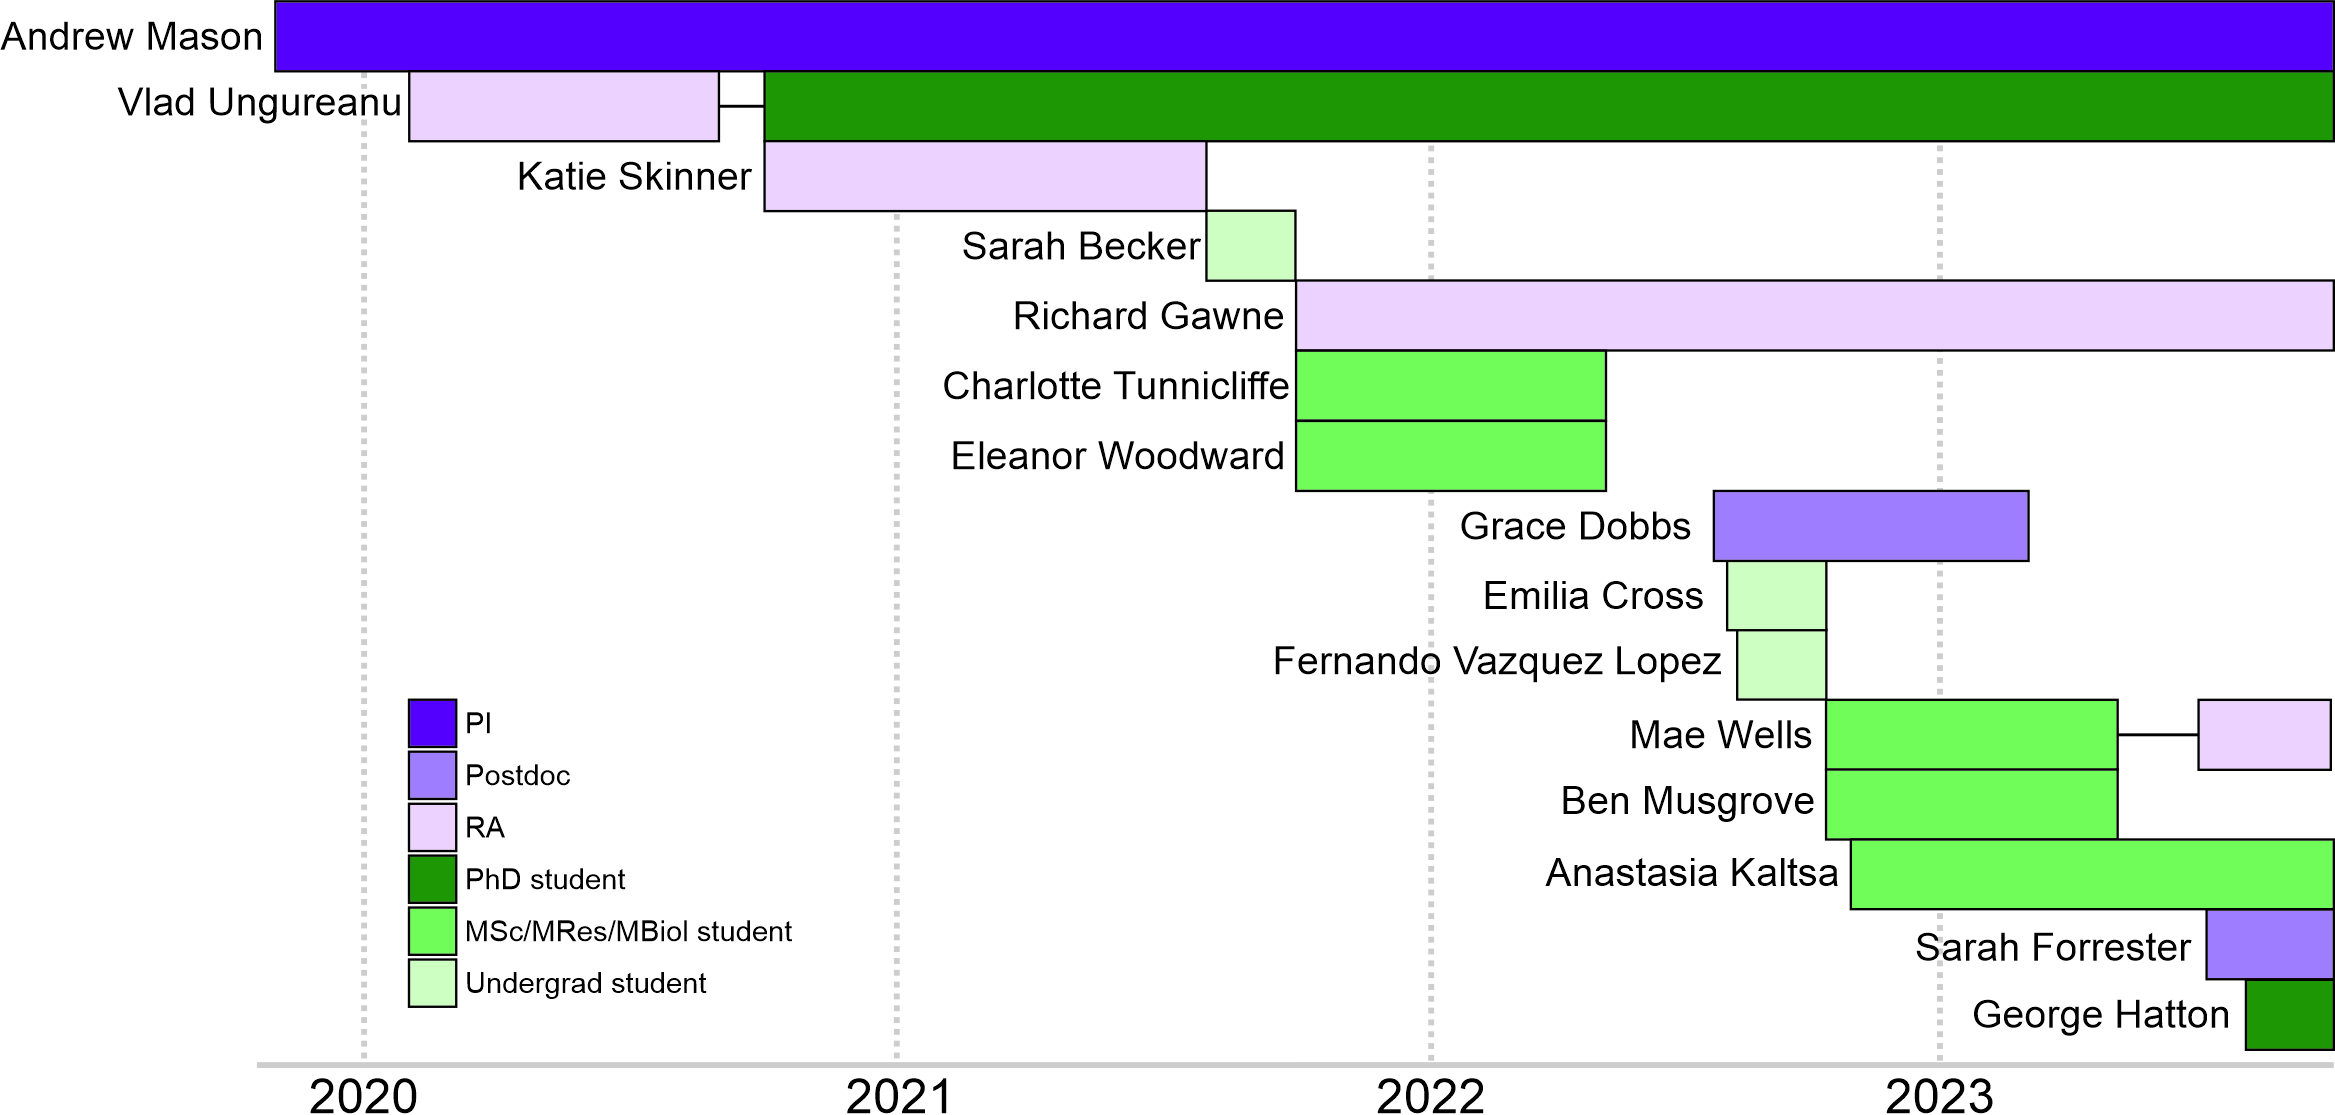 Andrew Mason
Vlad Ungureanu
Katie Skinner
Sarah Becker
Richard Gawne
Charlotte Tunnicliffe
Eleanor Woodward
Grace Dobbs
Emilia Cross
Fernando Vazquez Lopez
Mae Wells
Ben Musgrove
Anastasia Kaltsa
Sarah Forrester
George Hatton
PI
Postdoc
RA
PhD student
MSc/MRes/MBiol student
Undergrad student
2020 2021 2022 2023